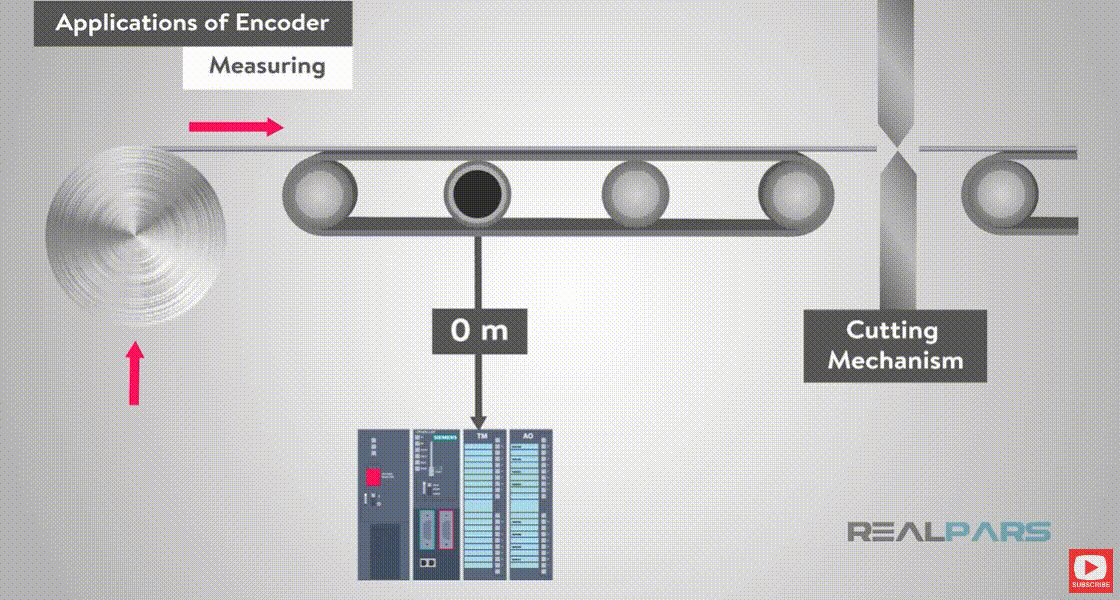 Applications of Encoder
Measuring
0 m
Cutting
Mechanism
SIEMENS
TM
AO
REALPARS
SUBSCRIBE